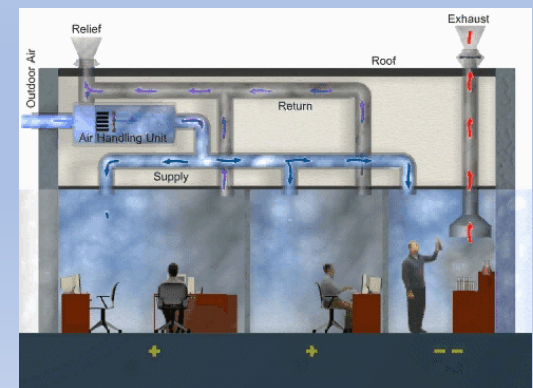 Exhaust
Relief
Roof
Outdoor Air
Return
Air Handling Unit
Supply
+
+
− −